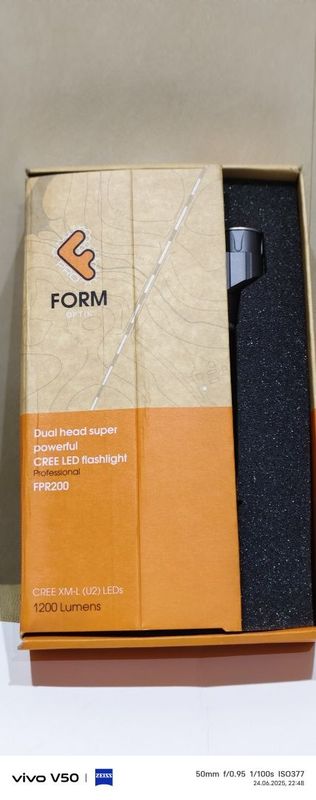 FORM
OPTIK
Dual head super
powerful
CREE LED flashlight
Professional
FPR200
CREE XM-L (U2) LEDs
1200 Lumens
vivo V50 | ZEISS
50mm f/0.95 1/100s ISO377
24.06.2025, 22:48